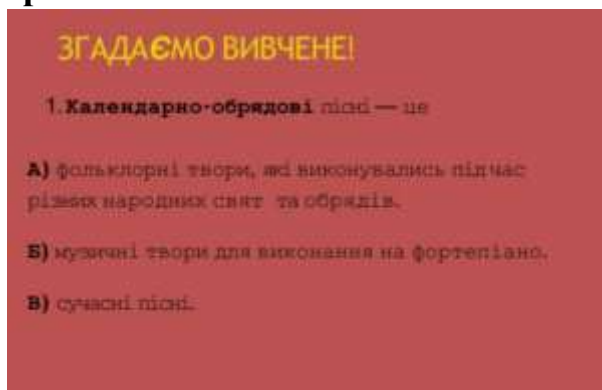 ЗГАДАЄМО ВИВЧЕНЕ!
1. Календарно-обрядові пісні — це
А) фольклорні твори, які виконувались під час
різних народних свят та обрядів.
Б) музичні твори для виконання на фортепіано.
В) сучасні пісні.